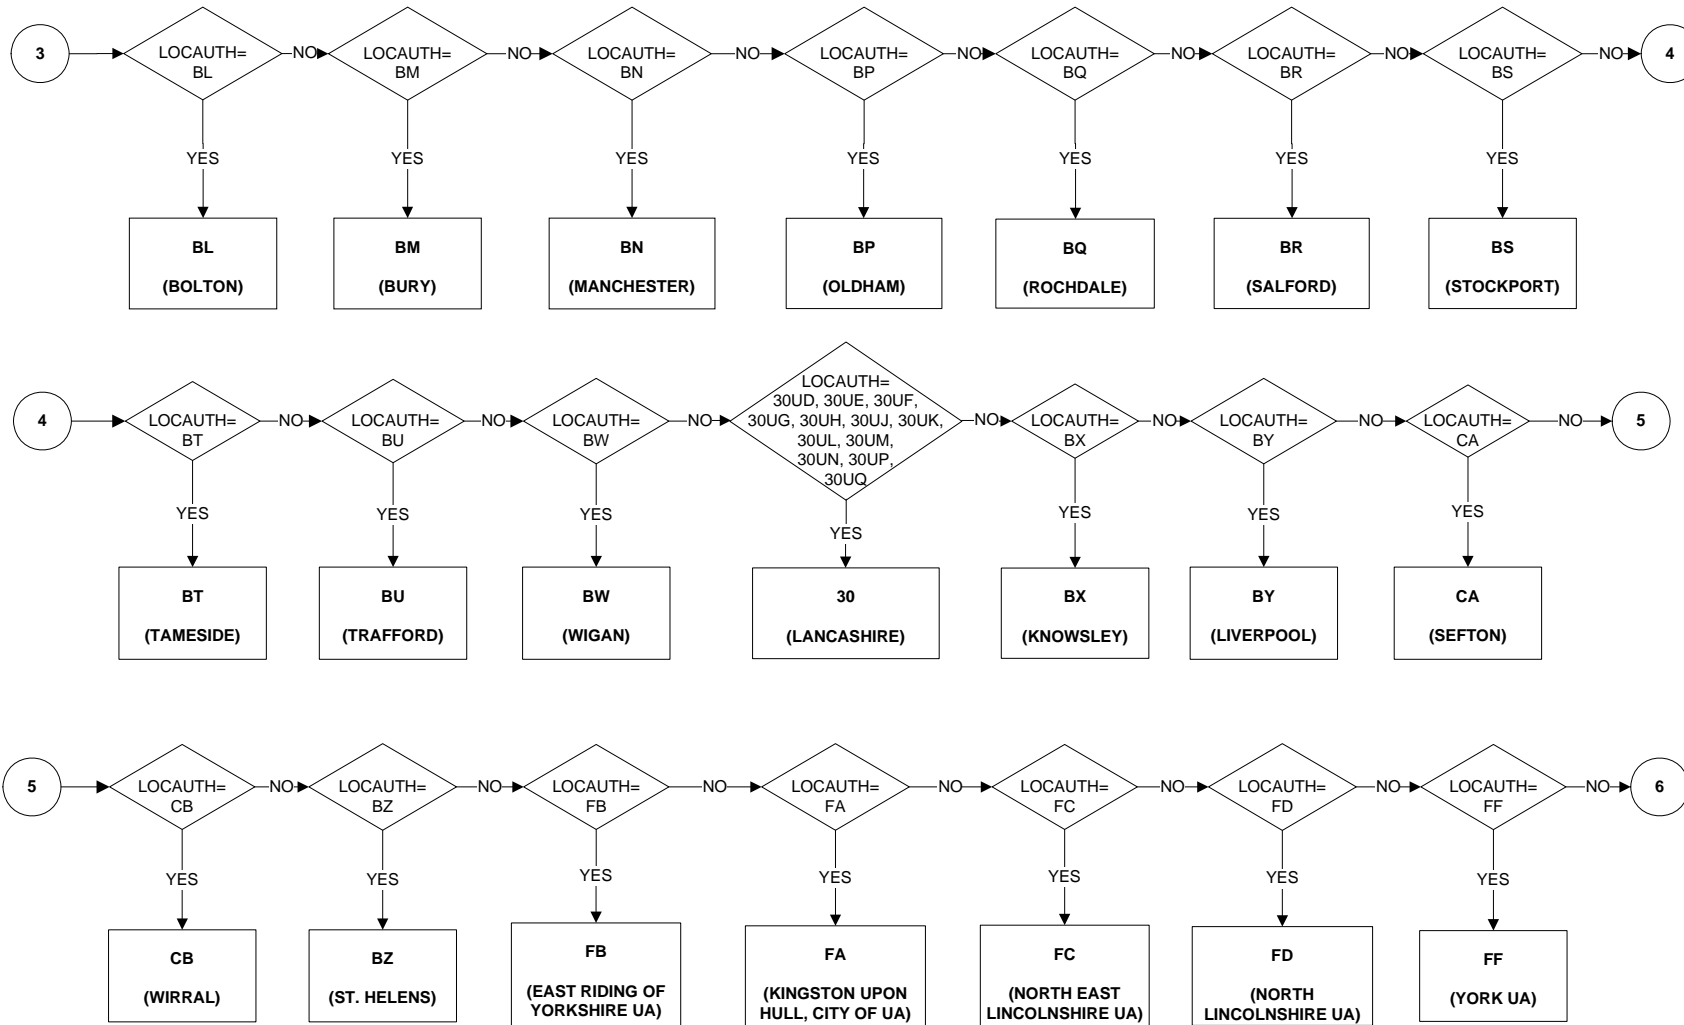 3
LOCAUTH=
BL
NO
LOCAUTH=
BM
NO
LOCAUTH=
BN
NO
LOCAUTH=
BP
NO
LOCAUTH=
BQ
NO
LOCAUTH=
BR
NO
LOCAUTH=
BS
NO
4
YES
YES
YES
YES
YES
YES
YES
BL
(BOLTON)
BM
(BURY)
BN
(MANCHESTER)
BP
(OLDHAM)
BQ
(ROCHDALE)
BR
(SALFORD)
BS
(STOCKPORT)
4
LOCAUTH=
BT
NO
LOCAUTH=
BU
NO
LOCAUTH=
BW
NO
LOCAUTH=
30UD, 30UE, 30UF,
30UG, 30UH, 30UJ, 30UK,
30UL, 30UM,
30UN, 30UP,
30UQ
NO
LOCAUTH=
BX
NO
LOCAUTH=
BY
NO
LOCAUTH=
CA
NO
5
YES
YES
YES
YES
YES
YES
YES
BT
(TAMESIDE)
BU
(TRAFFORD)
BW
(WIGAN)
30
(LANCASHIRE)
BX
(KNOWSLEY)
BY
(LIVERPOOL)
CA
(SEFTON)
5
LOCAUTH=
CB
NO
LOCAUTH=
BZ
NO
LOCAUTH=
FB
NO
LOCAUTH=
FA
NO
LOCAUTH=
FC
NO
LOCAUTH=
FD
NO
LOCAUTH=
FF
NO
6
YES
YES
YES
YES
YES
YES
YES
CB
(WIRRAL)
BZ
(ST. HELENS)
FB
(EAST RIDING OF
YORKSHIRE UA)
FA
(KINGSTON UPON
HULL, CITY OF UA)
FC
(NORTH EAST
LINCOLNSHIRE UA)
FD
(NORTH
LINCOLNSHIRE UA)
FF
(YORK UA)